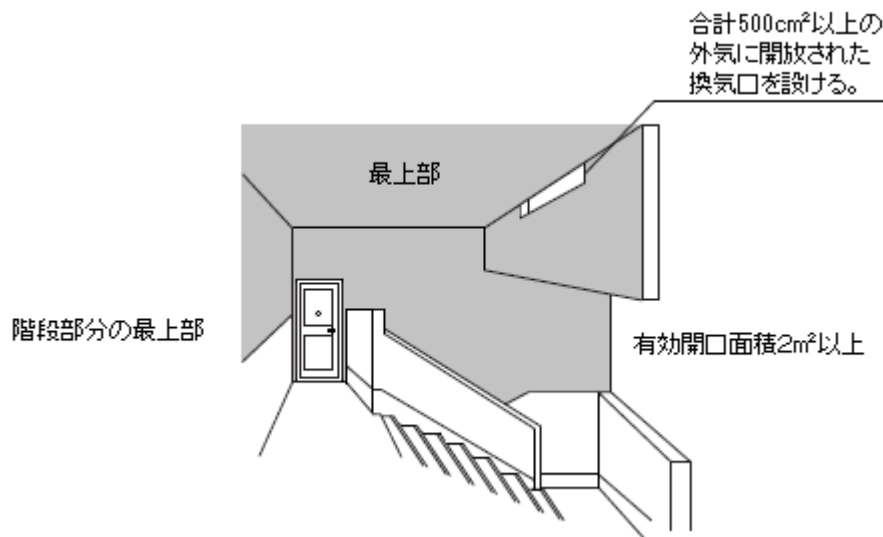 合計500cm²以上の
外気に開放された
換気口を設ける。
最上部
階段部分の最上部
有効開口面積2㎡以上